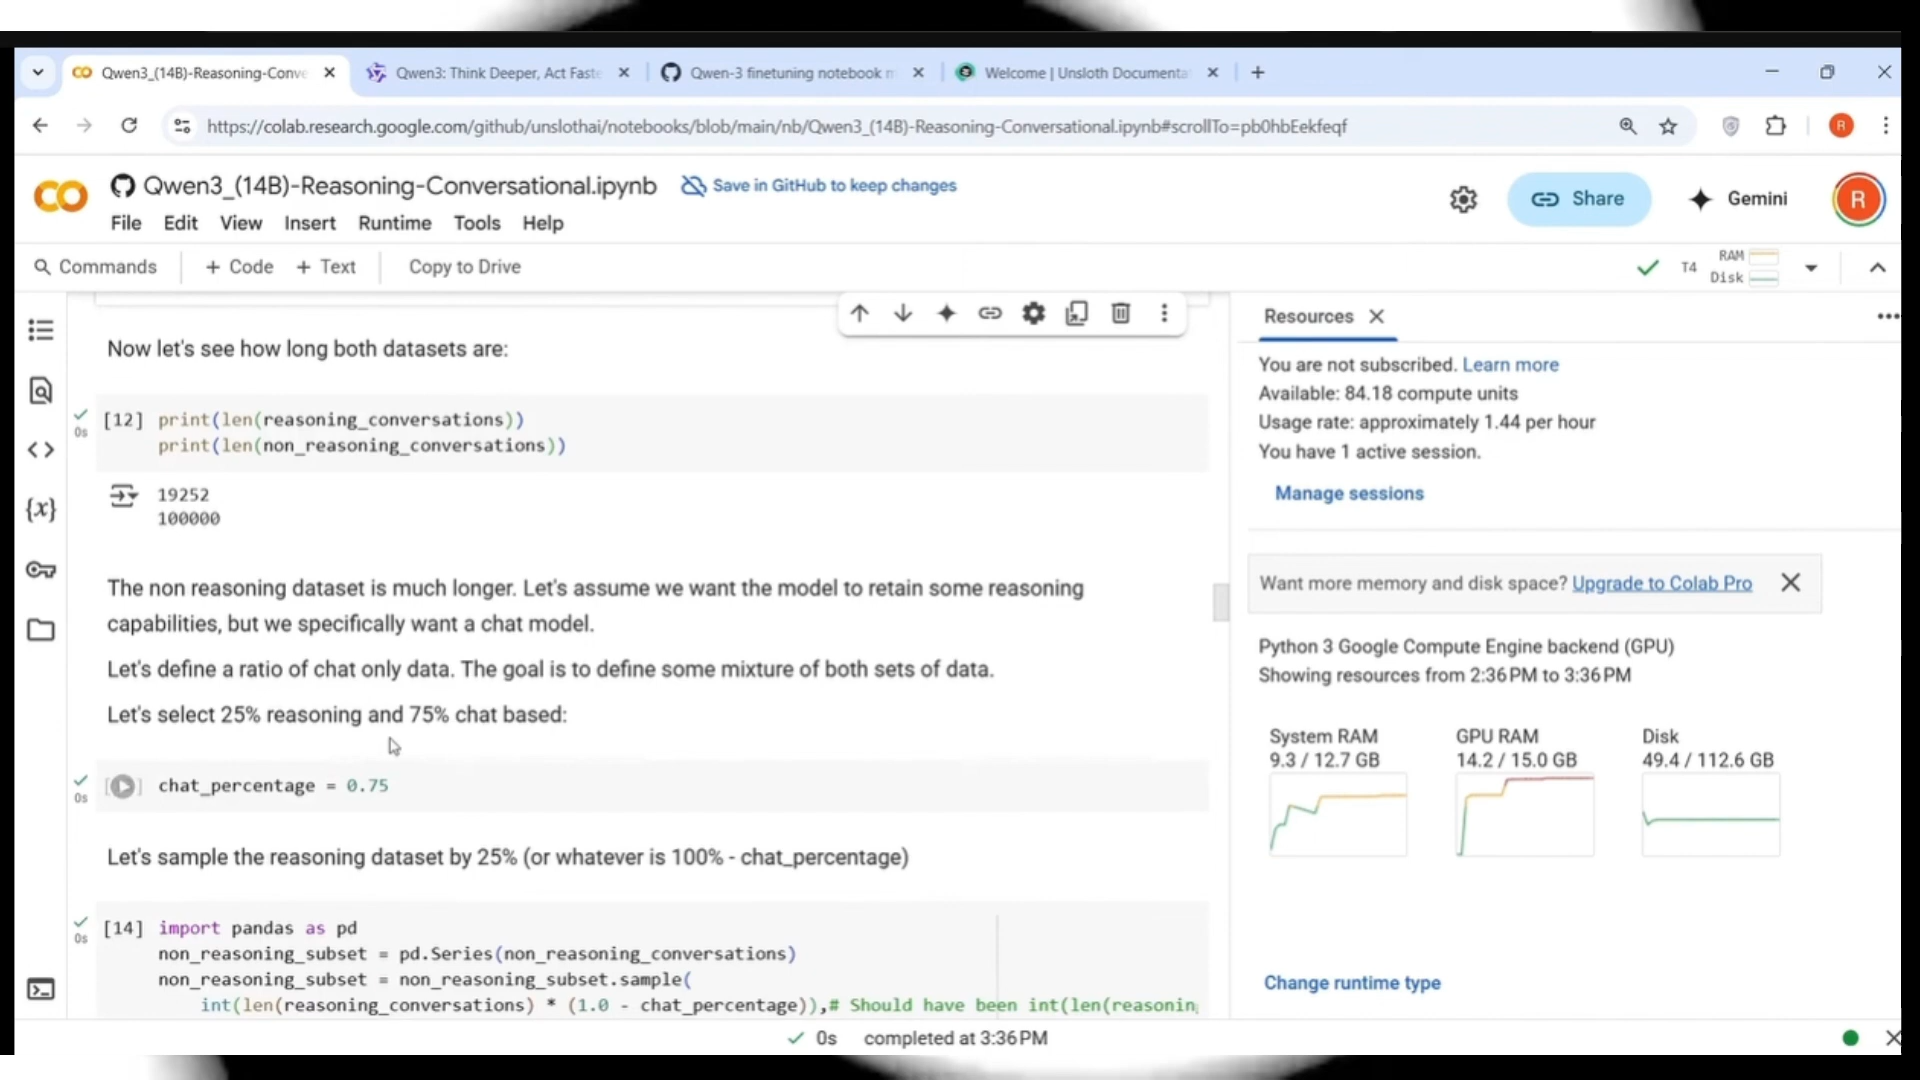 Qwen3_(14B)-Reasoning-Conve
Qwen3: Think Deeper, Act Faste
Qwen-3 finetuning notebook n
Welcome | Unsloth Documenta
https://colab.research.google.com/github/unslothai/notebooks/blob/main/nb/Qwen3_(14B)-Reasoning-Conversational.ipynb#scrollTo=pb0hbEekfeqf
R
Qwen3_(14B)-Reasoning-Conversational.ipynb
Save in GitHub to keep changes
Share
Gemini
R
File Edit View Insert Runtime Tools Help
Commands + Code + Text Copy to Drive
T4
RAM
Disk
Now let's see how long both datasets are:
0s
[12] print(len(reasoning_conversations))
print(len(non_reasoning_conversations))
19252
100000
The non reasoning dataset is much longer. Let's assume we want the model to retain some reasoning
capabilities, but we specifically want a chat model.
Let's define a ratio of chat only data. The goal is to define some mixture of both sets of data.
Let's select 25% reasoning and 75% chat based:
0s
[ ] chat_percentage = 0.75
Let's sample the reasoning dataset by 25% (or whatever is 100% - chat_percentage)
0s
[14] import pandas as pd
non_reasoning_subset = pd.Series(non_reasoning_conversations)
non_reasoning_subset = non_reasoning_subset.sample(
int(len(reasoning_conversations) * (1.0 - chat_percentage)),# Should have been int(len(reasonin
Resources
You are not subscribed. Learn more
Available: 84.18 compute units
Usage rate: approximately 1.44 per hour
You have 1 active session.
Manage sessions
Want more memory and disk space? Upgrade to Colab Pro
Python 3 Google Compute Engine backend (GPU)
Showing resources from 2:36 PM to 3:36 PM
System RAM
9.3 / 12.7 GB
GPU RAM
14.2 / 15.0 GB
Disk
49.4 / 112.6 GB
Change runtime type
0s completed at 3:36 PM